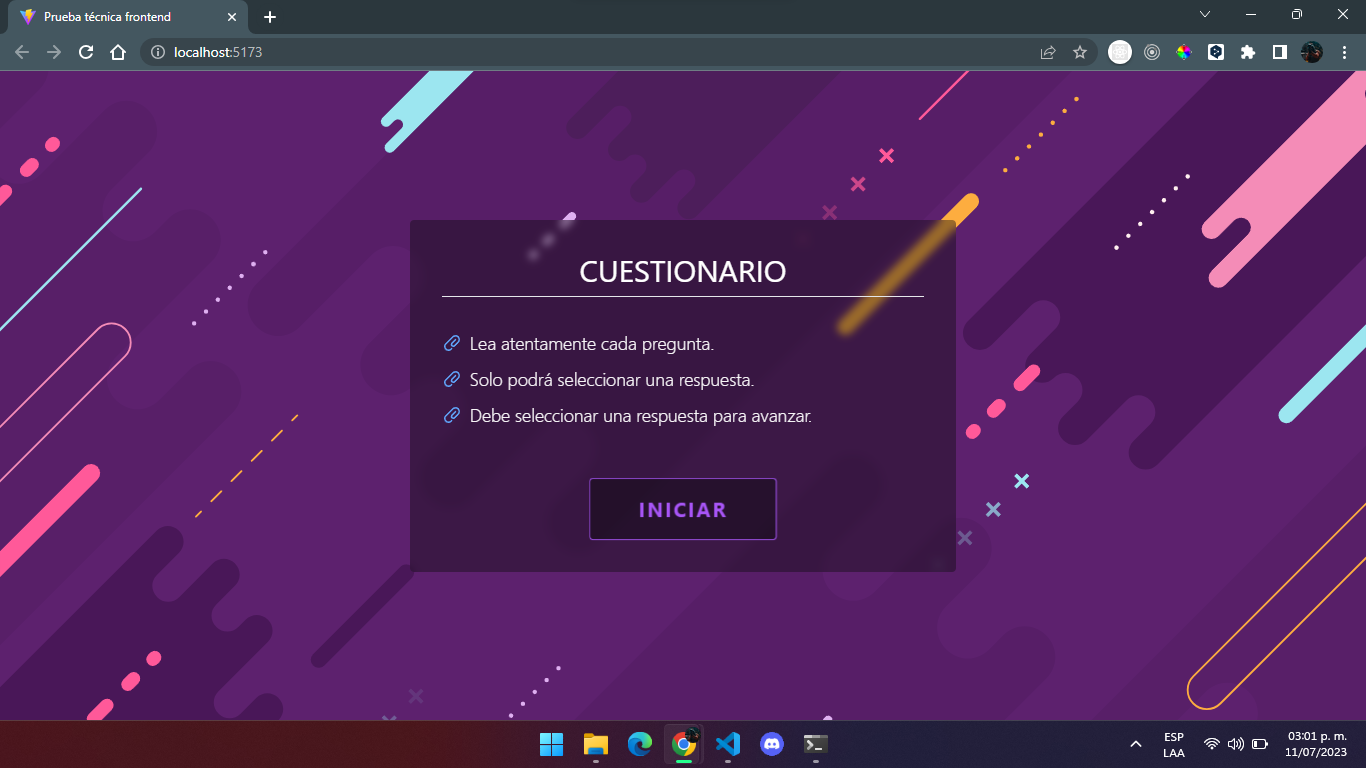 Prueba técnica frontend
localhost:5173
CUESTIONARIO
Lea atentamente cada pregunta.
Solo podrá seleccionar una respuesta.
Debe seleccionar una respuesta para avanzar.
INICIAR
ESP
LAA
03:01 p. m.
11/07/2023